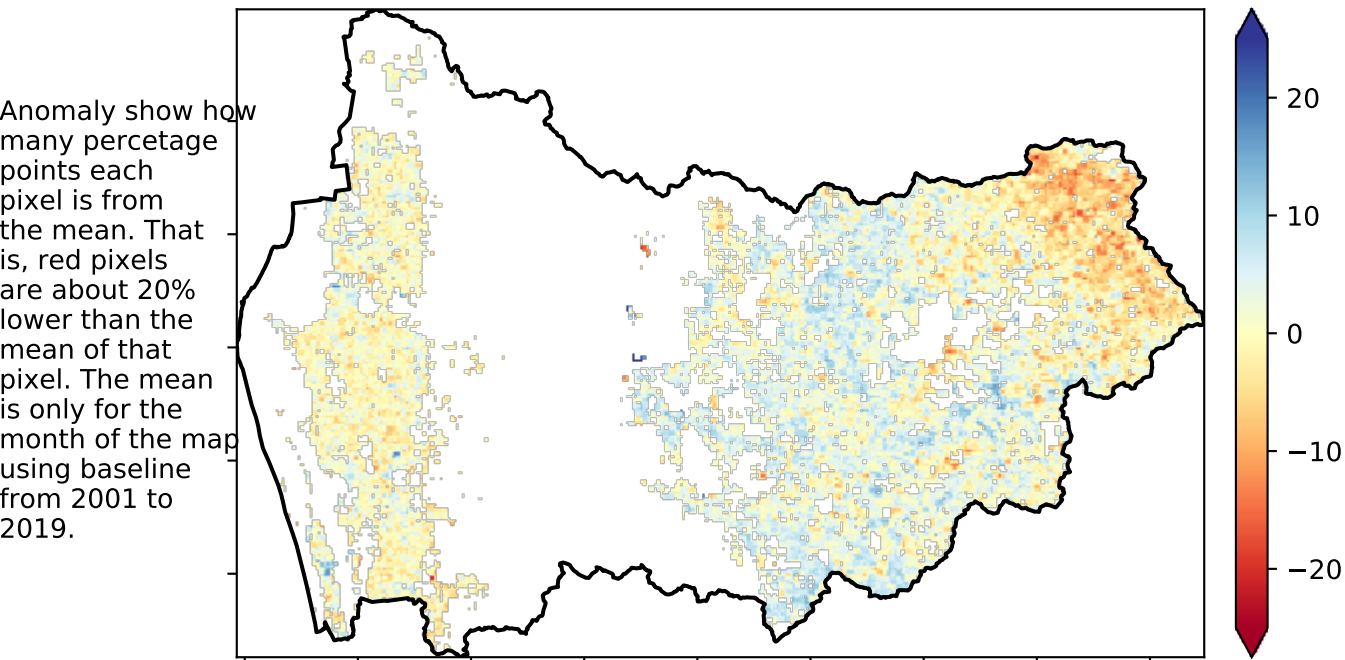 Anomaly show how
many percetage
points each
pixel is from
the mean. That
is, red pixels
are about 20%
lower than the
mean of that
pixel. The mean
is only for the
month of the map
using baseline
from 2001 to
2019.
20
10
0
−10
−20